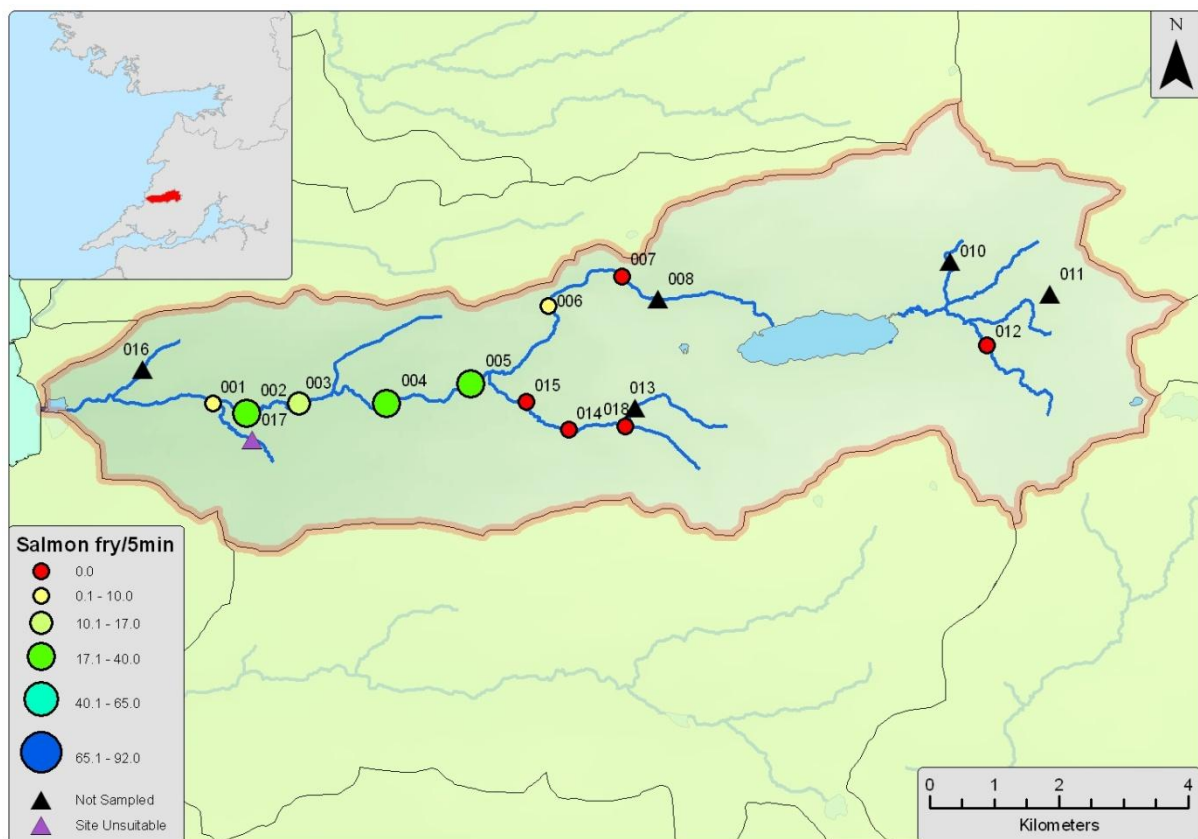 N
010
007
011
008
006
012
016
005
001
002
003
004
015
013
017
014
018
Salmon fry/5min
0.0
0.1 - 10.0
10.1 - 17.0
17.1 - 40.0
40.1 - 65.0
65.1 - 92.0
Not Sampled
Site Unsuitable
0 1 2 4
Kilometers